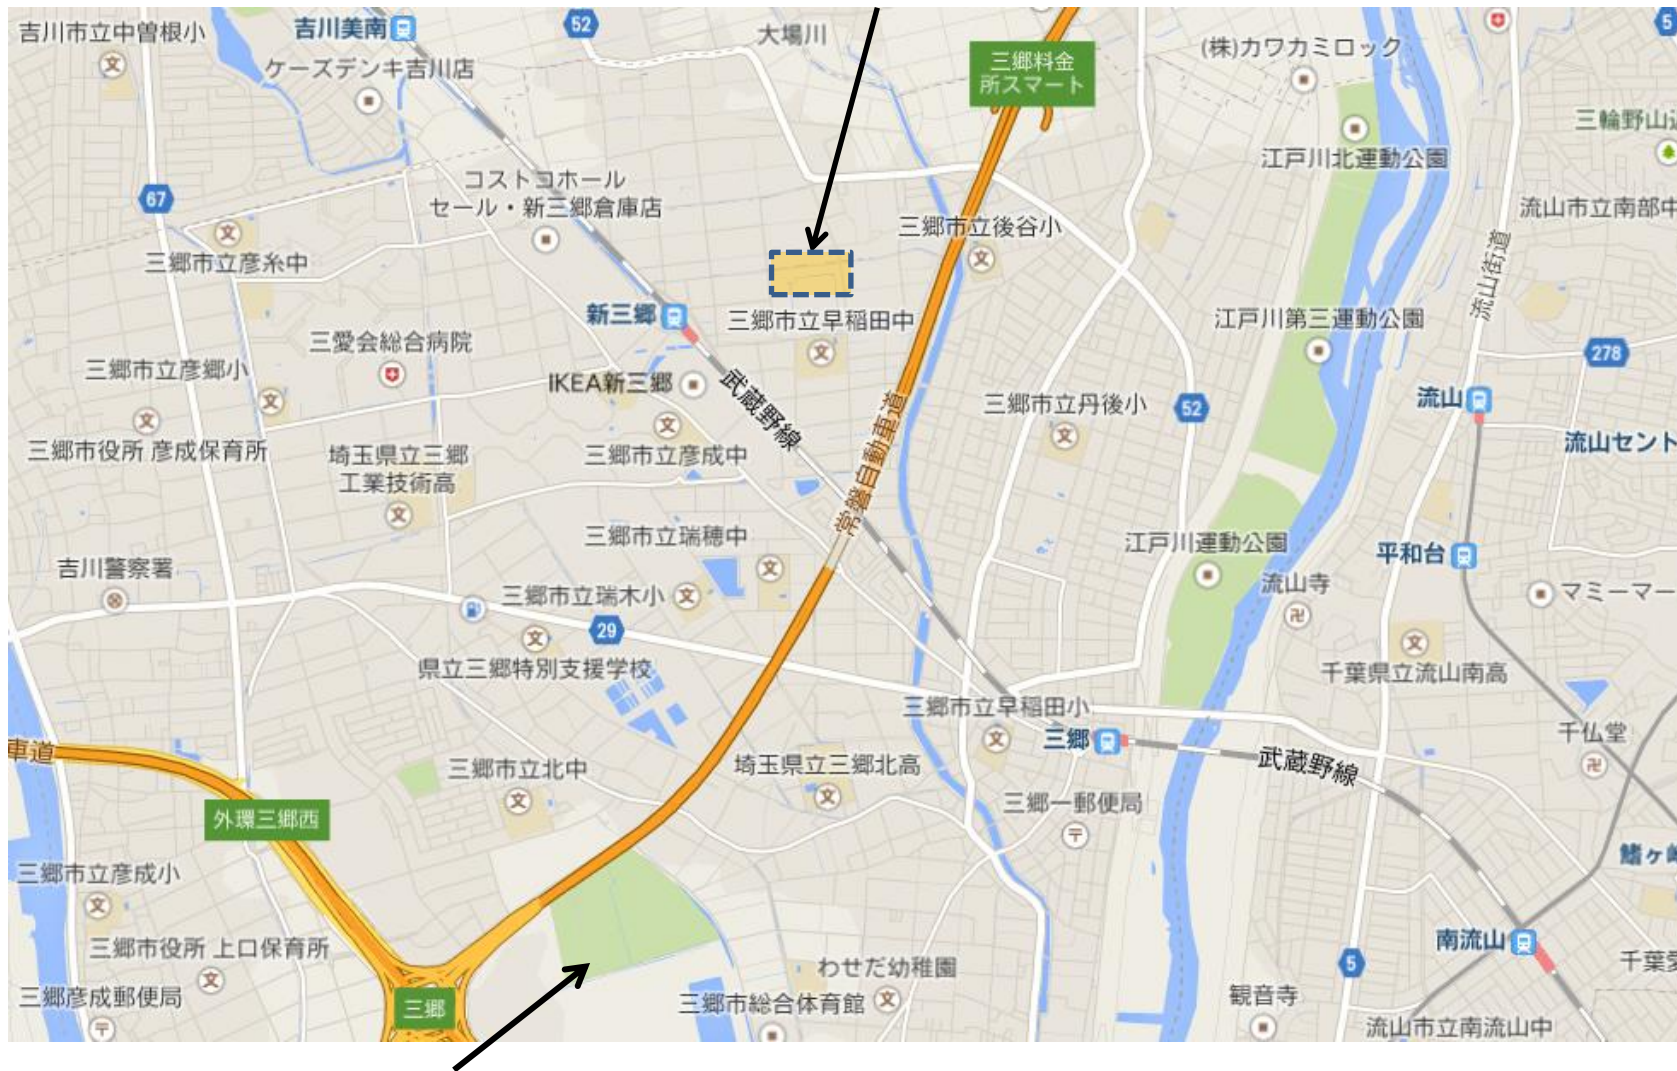 吉川市立中曽根小
吉川美南
52
大場川
三郷料金
所スマート
(株)カワカミロック
5
ケーズデンキ吉川店
三輪野山
江戸川北運動公園
コストコホール
セール・新三郷倉庫店
67
流山市立南部中
三郷市立後谷小
三郷市立彦糸中
流山街道
新三郷
三郷市立早稲田中
江戸川第三運動公園
三愛会総合病院
278
三郷市立彦郷小
IKEA新三郷
武蔵野線
流山
三郷市立丹後小
52
常磐自動車道
三郷市役所 彦成保育所
埼玉県立三郷
工業技術高
三郷市立彦成中
流山セント
三郷市立瑞穂中
江戸川運動公園
平和台
吉川警察署
流山寺
三郷市立瑞木小
マミーマー
29
県立三郷特別支援学校
千葉県立流山南高
三郷市立早稲田小
千仏堂
車道
三郷
武蔵野線
三郷市立北中
埼玉県立三郷北高
三郷一郵便局
外環三郷西
鰭ヶ崎
三郷市立彦成小
三郷市役所 上口保育所
南流山
5
千葉愛
わせだ幼稚園
三郷彦成郵便局
三郷
三郷市総合体育館
観音寺
流山市立南流山中